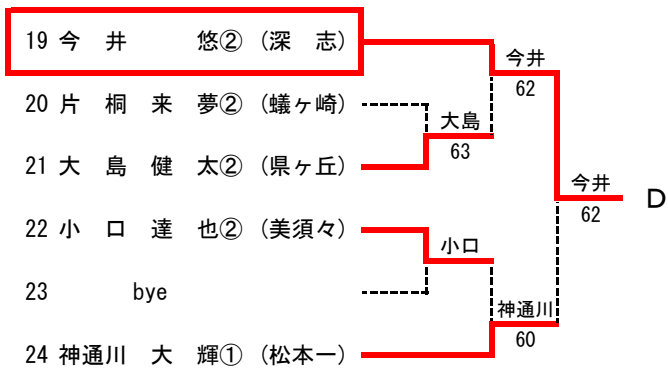 19 今 井 悠② (深 志)
今井
62
20 片 桐 来 夢② (蟻ヶ崎)
大島
63
21 大 島 健 太② (県ヶ丘)
今井
62
D
22 小 口 達 也② (美須々)
小口
23 bye
神通川
60
24 神通川 大 輝① (松本一)